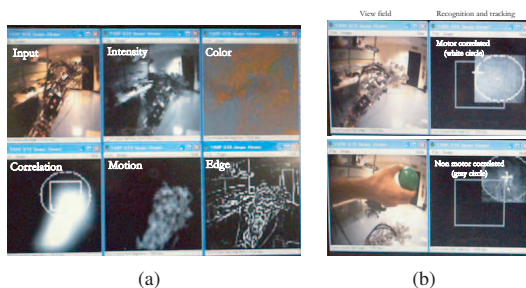 View field Recognition and tracking
Input Intensity Color
Motor correlated
(white circle)
Correlation Motion Edge
Non motor correlated
(gray circle)
(a) (b)